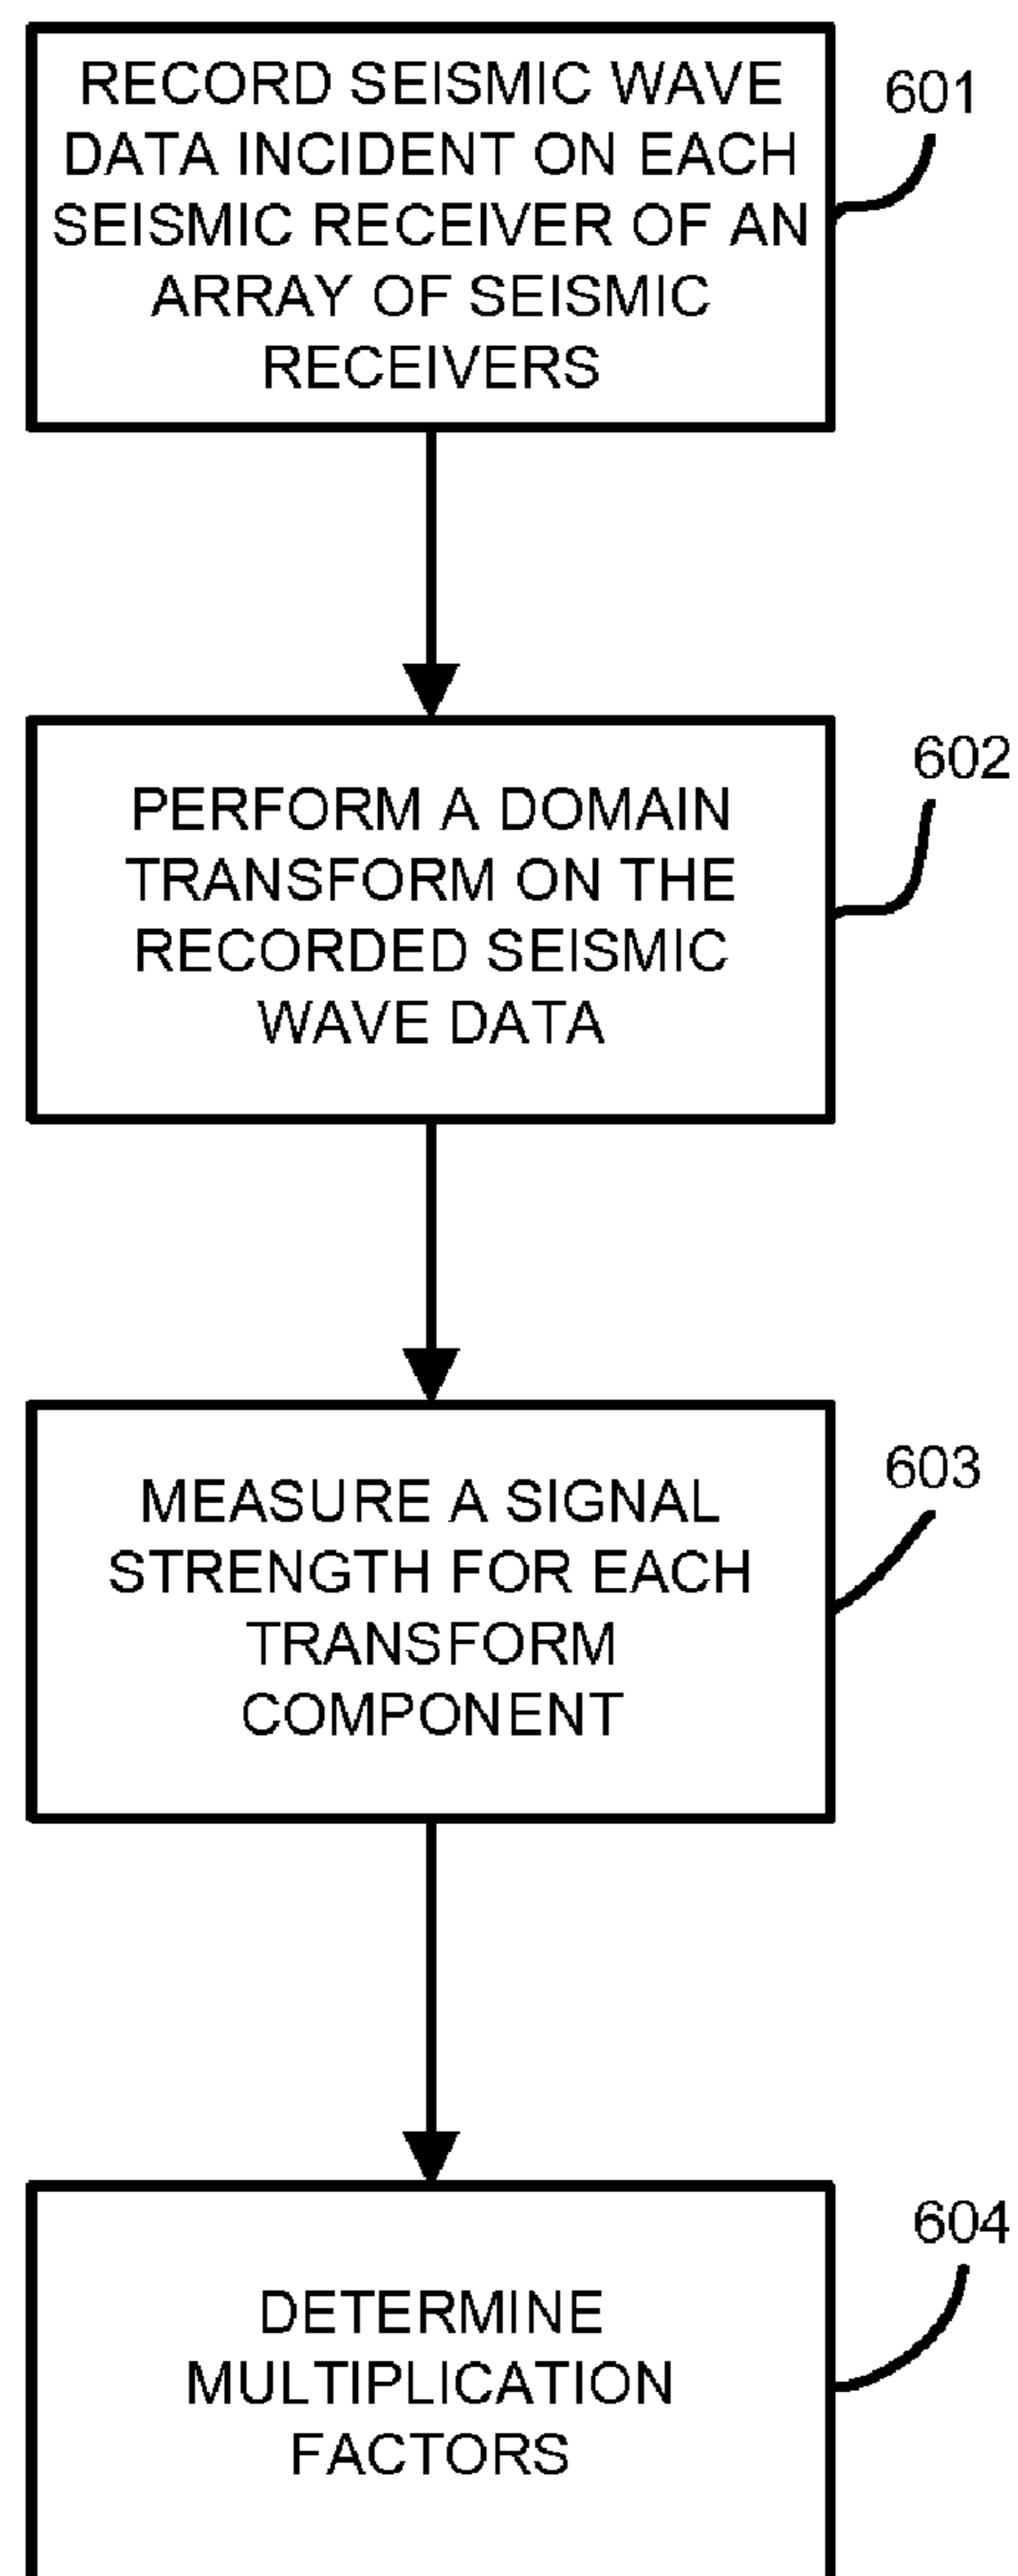 RECORD SEISMIC WAVE
DATA INCIDENT ON EACH
SEISMIC RECEIVER OF AN
ARRAY OF SEISMIC
RECEIVERS
601
PERFORM A DOMAIN
TRANSFORM ON THE
RECORDED SEISMIC
WAVE DATA
602
MEASURE A SIGNAL
STRENGTH FOR EACH
TRANSFORM
COMPONENT
603
DETERMINE
MULTIPLICATION
FACTORS
604